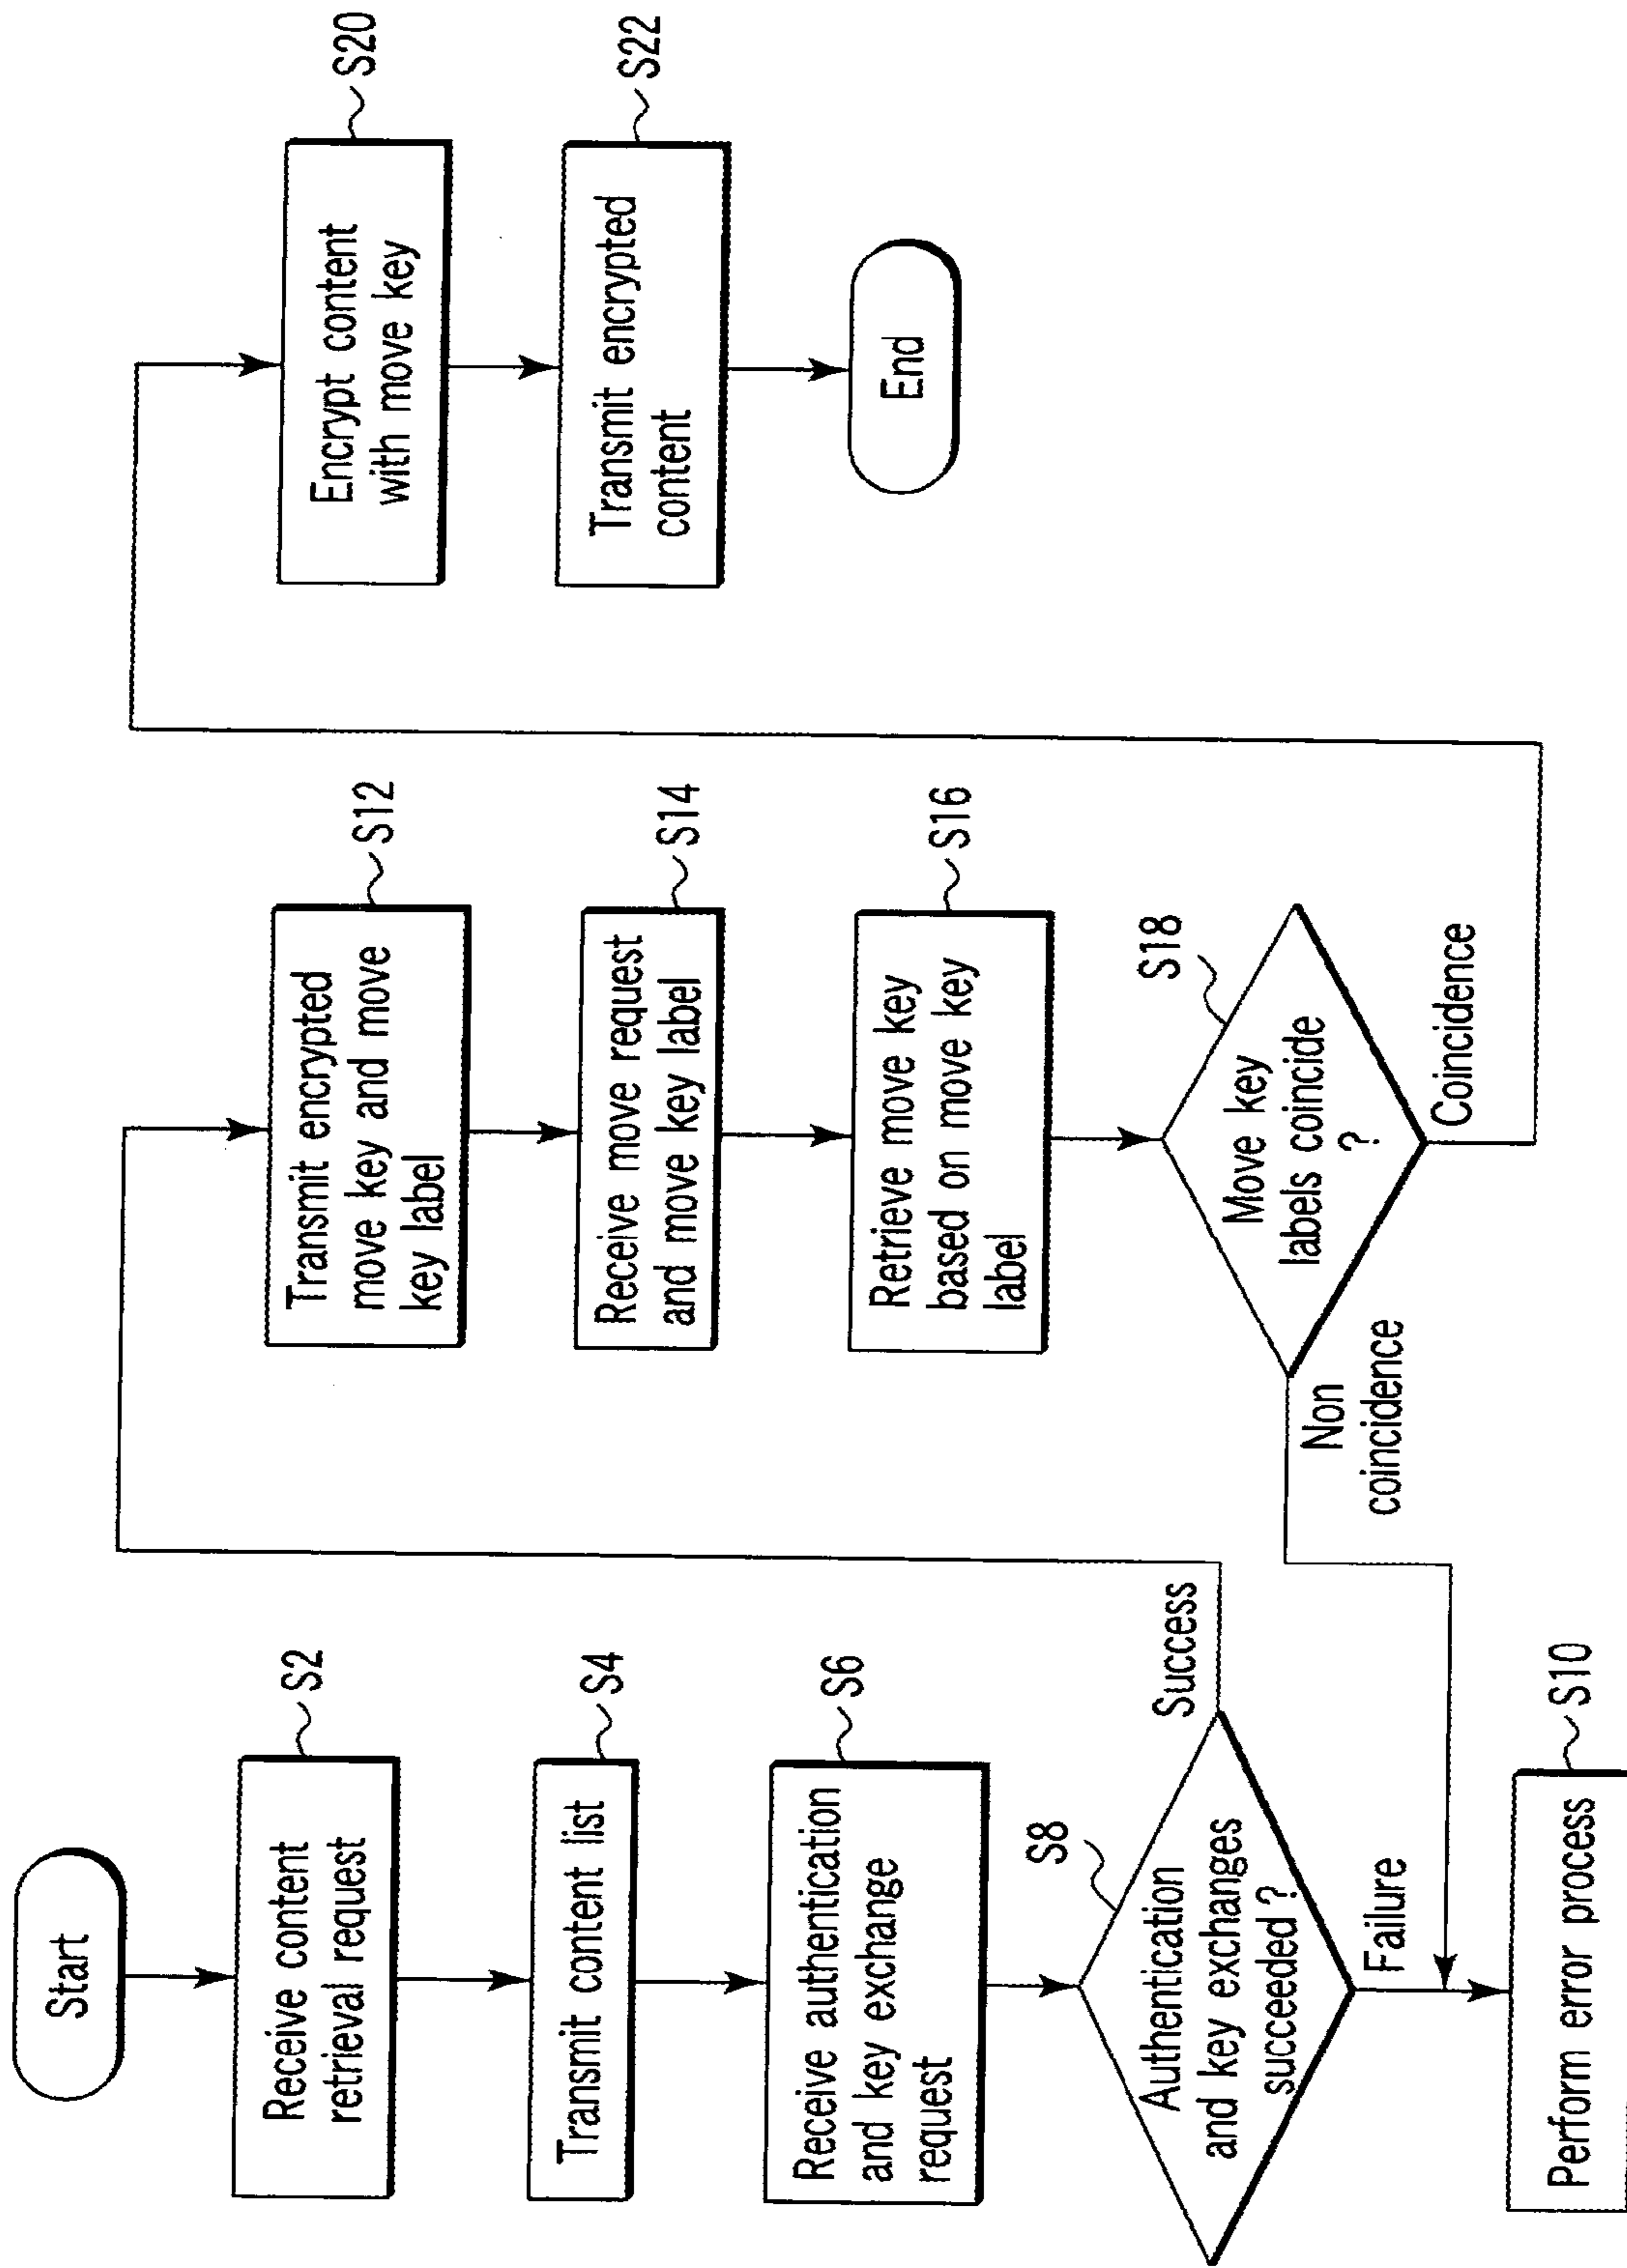 Start
Receive content
retrieval request
S2
Transmit content list
S4
Receive authentication
and key exchange
request
S6
Authentication
and key exchanges
succeeded ?
S8
Success
Failure
Perform error process
S10
Transmit encrypted
move key and move
key label
S12
Receive move request
and move key label
S14
Retrieve move key
based on move key
label
S16
Move key
labels coincide
?
S18
Non
coincidence
Coincidence
Encrypt content
with move key
S20
Transmit encrypted
content
S22
End